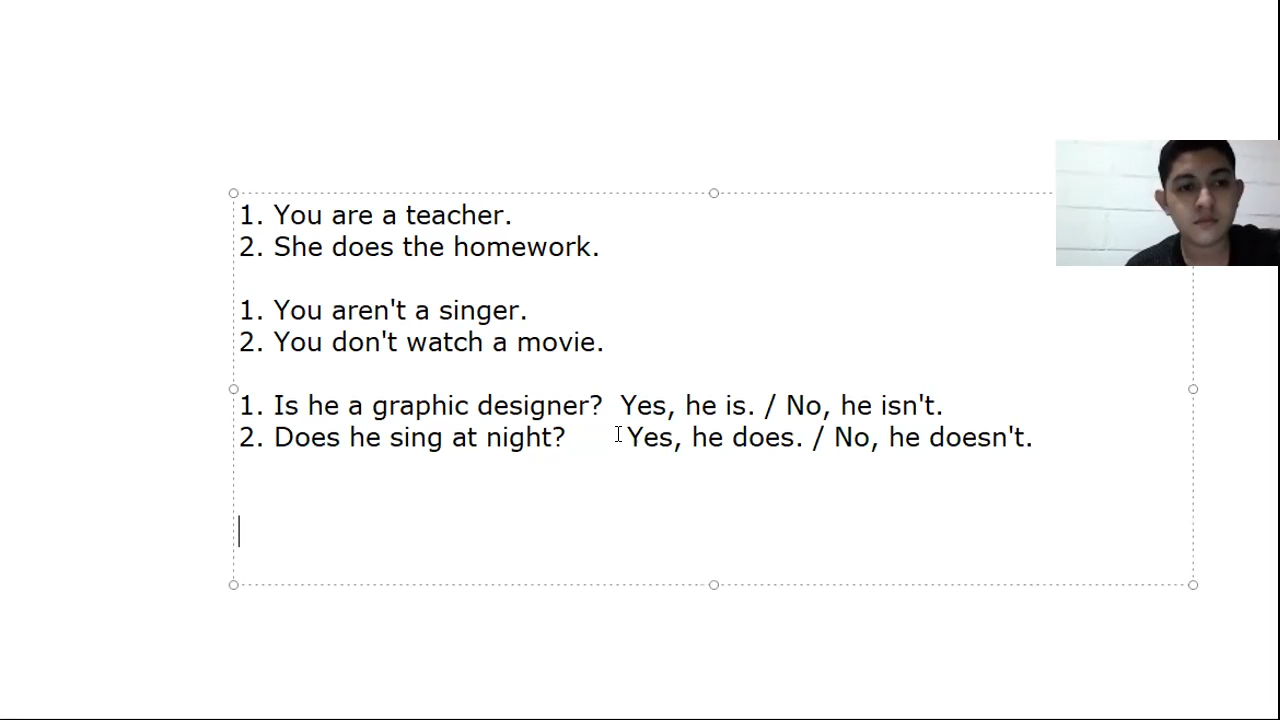 1. You are a teacher.
2. She does the homework.
1. You aren't a singer.
2. You don't watch a movie.
1. Is he a graphic designer?  Yes, he is. / No, he isn't.
2. Does he sing at night?  Yes, he does. / No, he doesn't.